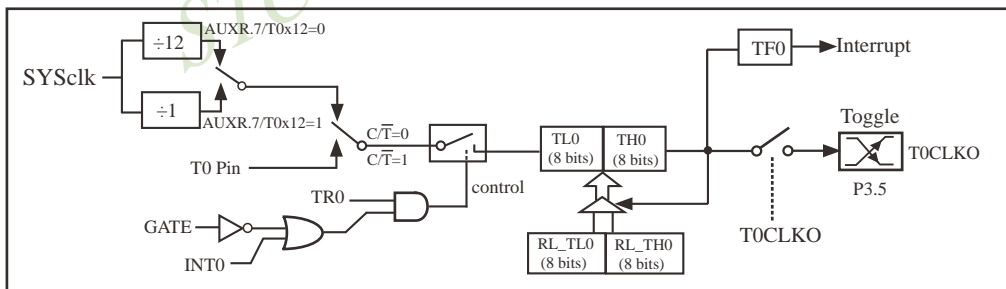 STC
AUXR.7/T0x12=0
÷12
SYSclk
÷1
AUXR.7/T0x12=1
T0 Pin
C/T̅=0
C/T̅=1
control
TR0
GATE
INT0
TL0
(8 bits)
TH0
(8 bits)
RL_TL0
(8 bits)
RL_TH0
(8 bits)
TF0
Interrupt
Toggle
T0CLKO
P3.5
T0CLKO